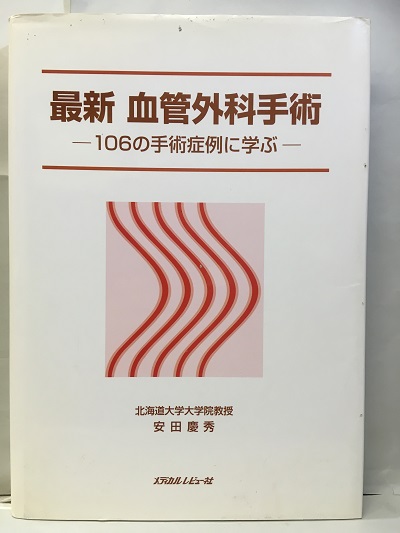 最新 血管外科手術
―106の手術症例に学ぶ―
北海道大学大学院教授
安田慶秀
メディカルレビュー社